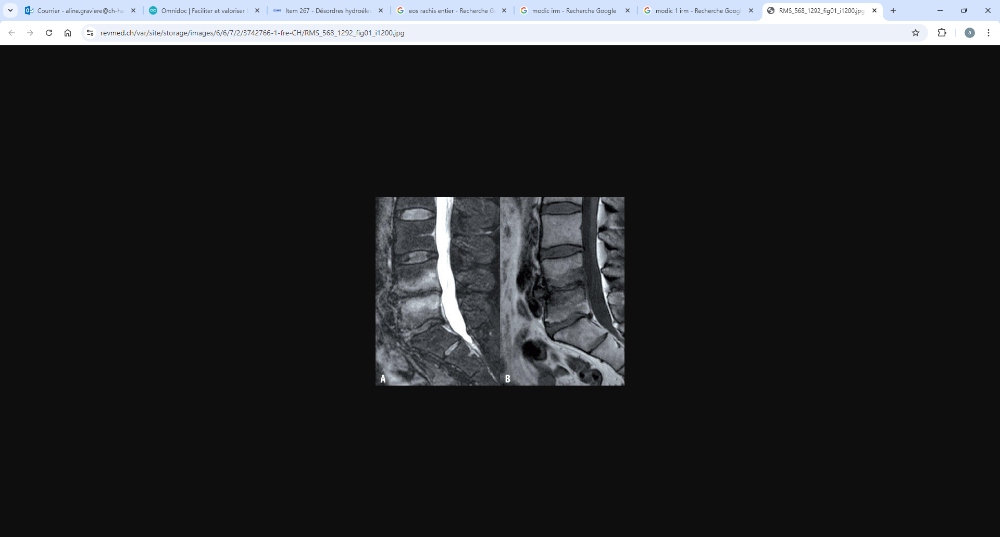 Courrier - aline.graviere@ch-ha
Omnidoc | Faciliter et valoriser
Item 267 - Désordres hydroélec
eos rachis entier - Recherche G
modic irm - Recherche Google
modic 1 irm - Recherche Googl
RMS_568_1292_fig01_i1200.jpg
revmed.ch/var/site/storage/images/6/6/7/2/3742766-1-fre-CH/RMS_568_1292_fig01_i1200.jpg
a
A
B